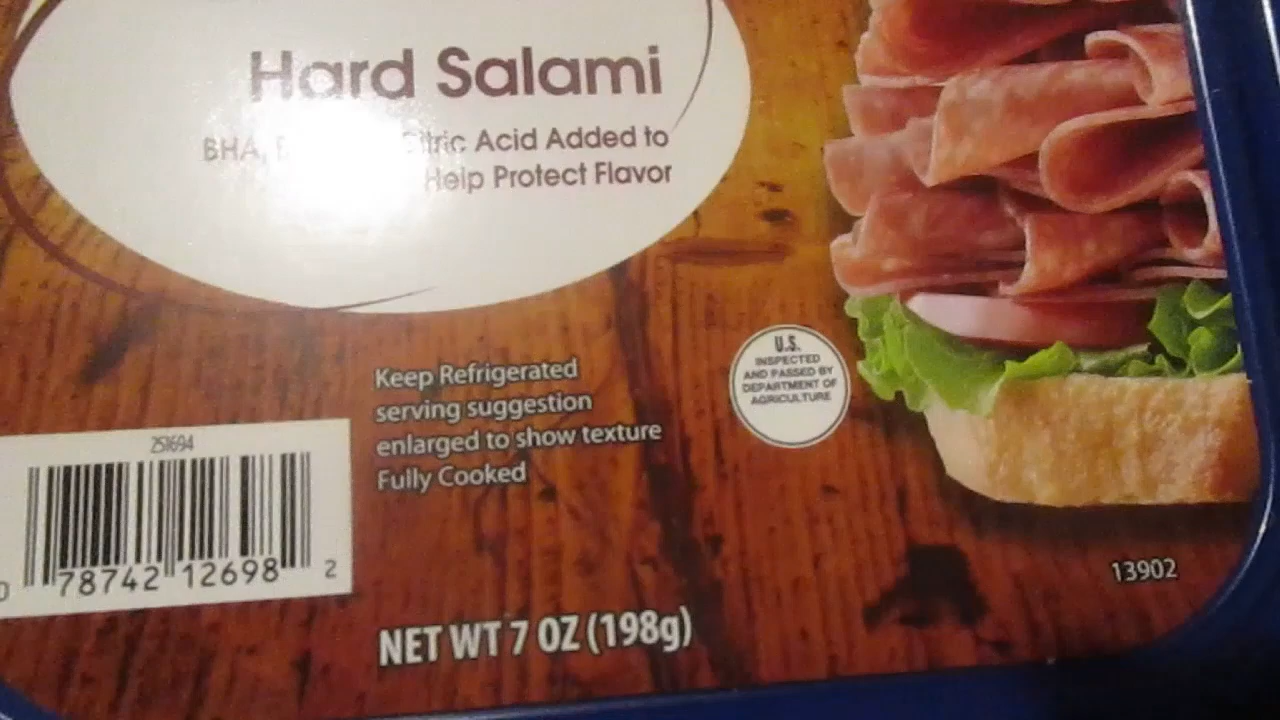 Hard Salami
BHA, Citric Acid Added to
Help Protect Flavor
Keep Refrigerated
serving suggestion
enlarged to show texture
Fully Cooked
U.S.
INSPECTED
AND PASSED BY
DEPARTMENT OF
AGRICULTURE
251694
0 78742 12698 2
13902
NET WT 7 OZ (198g)